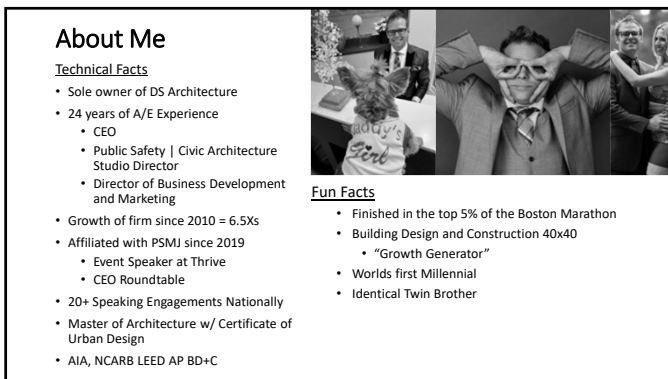 About Me
Technical Facts
• Sole owner of DS Architecture
• 24 years of A/E Experience
• CEO
• Public Safety | Civic Architecture
Studio Director
• Director of Business Development
and Marketing
• Growth of firm since 2010 = 6.5Xs
• Affiliated with PSMJ since 2019
• Event Speaker at Thrive
• CEO Roundtable
• 20+ Speaking Engagements Nationally
• Master of Architecture w/ Certificate of
Urban Design
• AIA, NCARB LEED AP BD+C
addy's
Girl
Fun Facts
• Finished in the top 5% of the Boston Marathon
• Building Design and Construction 40x40
• “Growth Generator”
• Worlds first Millennial
• Identical Twin Brother